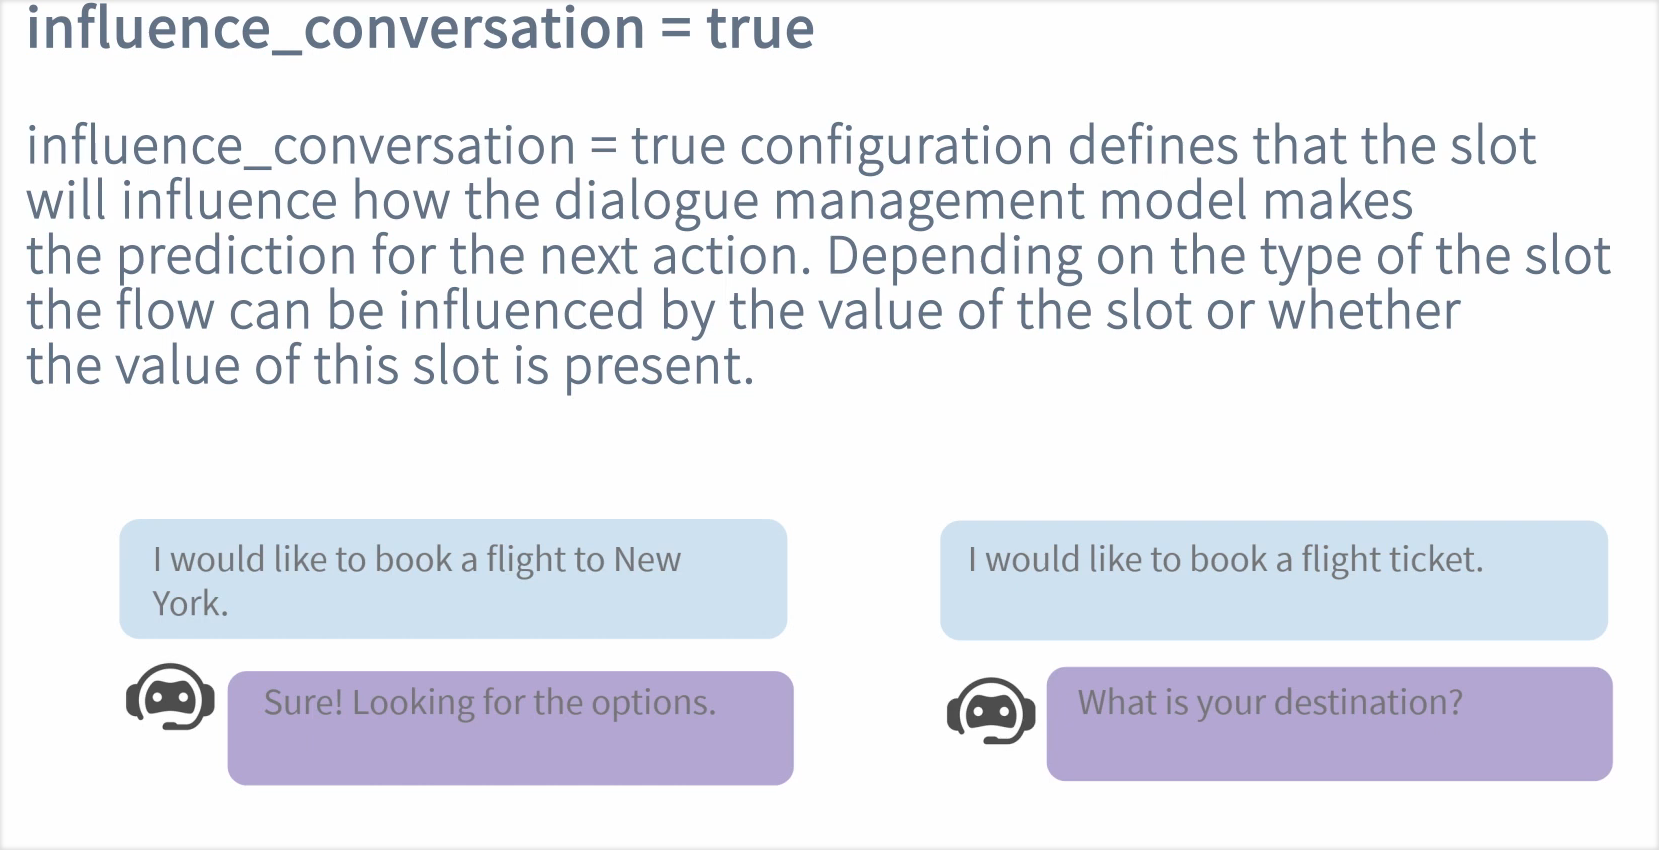 influence_conversation = true
influence_conversation = true configuration defines that the slot
will influence how the dialogue management model makes
the prediction for the next action. Depending on the type of the slot
the flow can be influenced by the value of the slot or whether
the value of this slot is present.
I would like to book a flight to New
York.
Sure! Looking for the options.
I would like to book a flight ticket.
What is your destination?